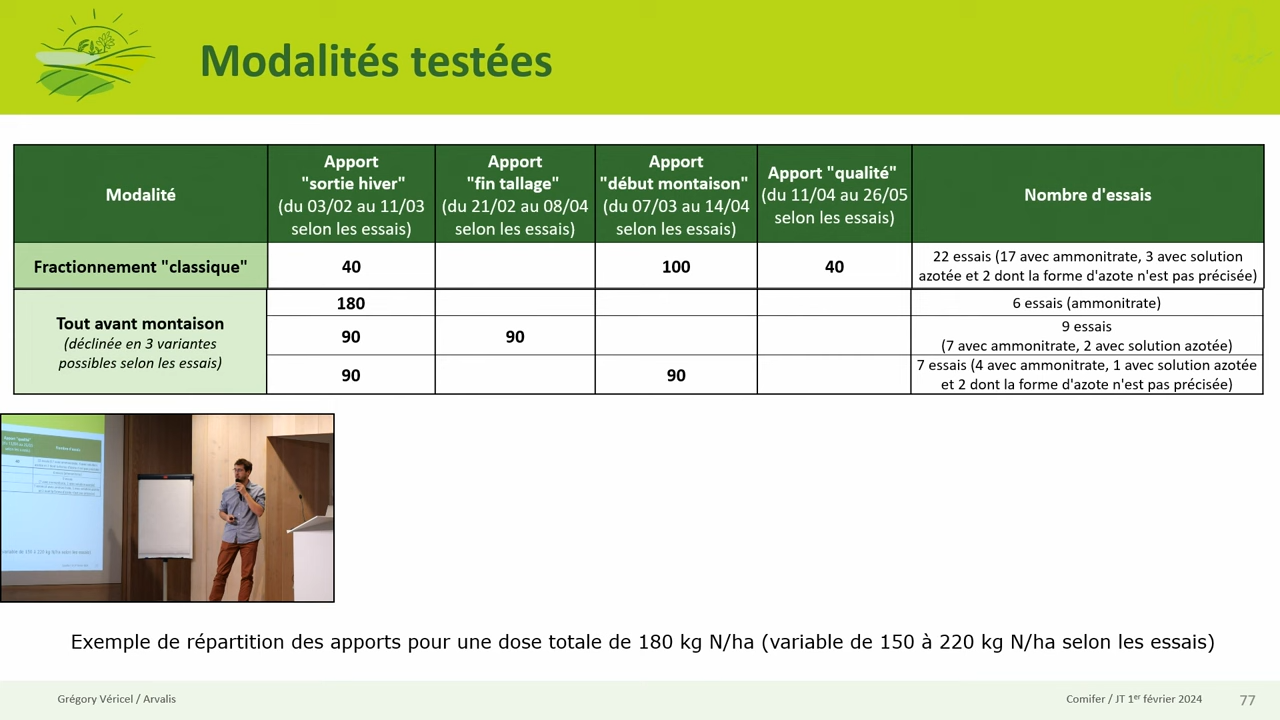 Modalités testées
Modalité
Apport
"sortie hiver"
(du 03/02 au 11/03
selon les essais)
Apport
"fin tallage"
(du 21/02 au 08/04
selon les essais)
Apport
"début montaison"
(du 07/03 au 14/04
selon les essais)
Apport "qualité"
(du 11/04 au 26/05
selon les essais)
Nombre d'essais
Fractionnement "classique"
40
100
40
22 essais (17 avec ammonitrate, 3 avec solution
azotée et 2 dont la forme d'azote n'est pas précisée)
Tout avant montaison
(déclinée en 3 variantes
possibles selon les essais)
180
6 essais (ammonitrate)
90
90
9 essais
(7 avec ammonitrate, 2 avec solution azotée)
90
90
7 essais (4 avec ammonitrate, 1 avec solution azotée
et 2 dont la forme d'azote n'est pas précisée)
Exemple de répartition des apports pour une dose totale de 180 kg N/ha (variable de 150 à 220 kg N/ha selon les essais)
Grégory Véricel / Arvalis
Comifer / JT 1er février 2024
77